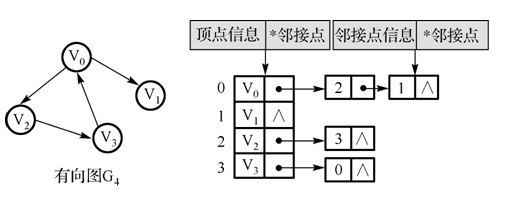 顶点信息 *邻接点 邻接点信息 *邻接点
V0
V1
V2
V3
有向图G4
0 V0 2 1 ∧
1 V1 ∧
2 V2 3 ∧
3 V3 0 ∧